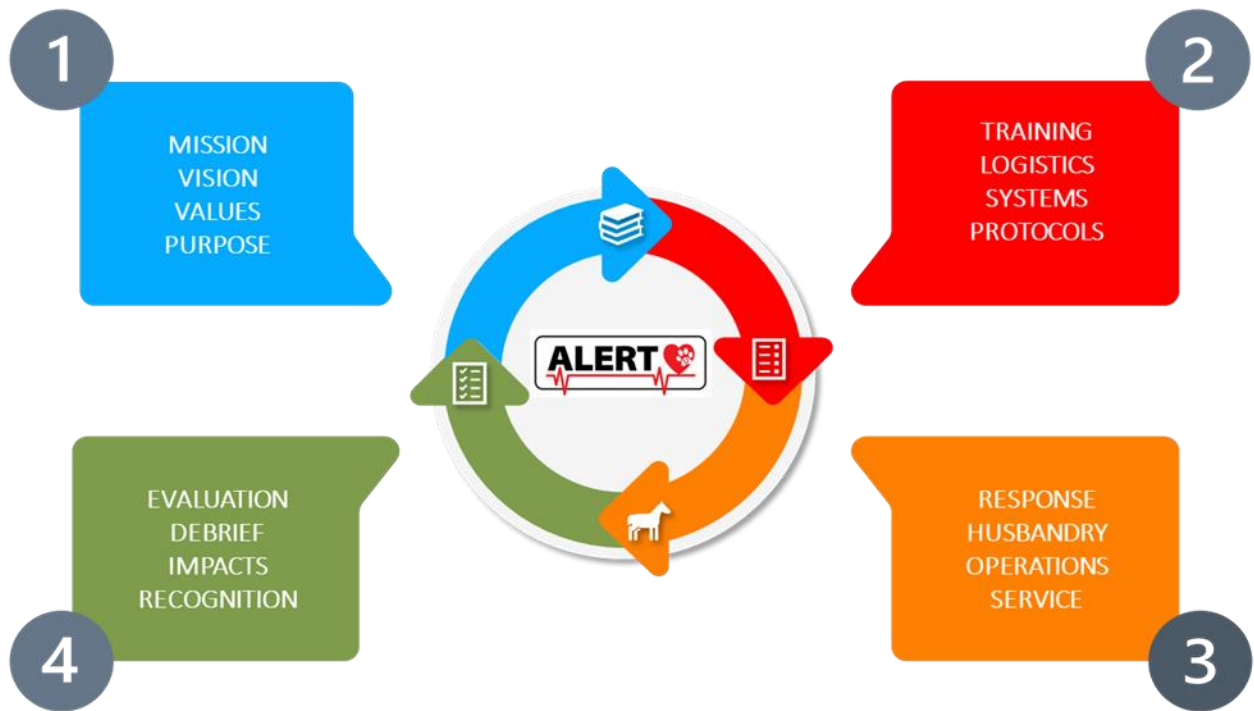 1
MISSION
VISION
VALUES
PURPOSE
2
TRAINING
LOGISTICS
SYSTEMS
PROTOCOLS
ALERT
4
EVALUATION
DEBRIEF
IMPACTS
RECOGNITION
3
RESPONSE
HUSBANDRY
OPERATIONS
SERVICE